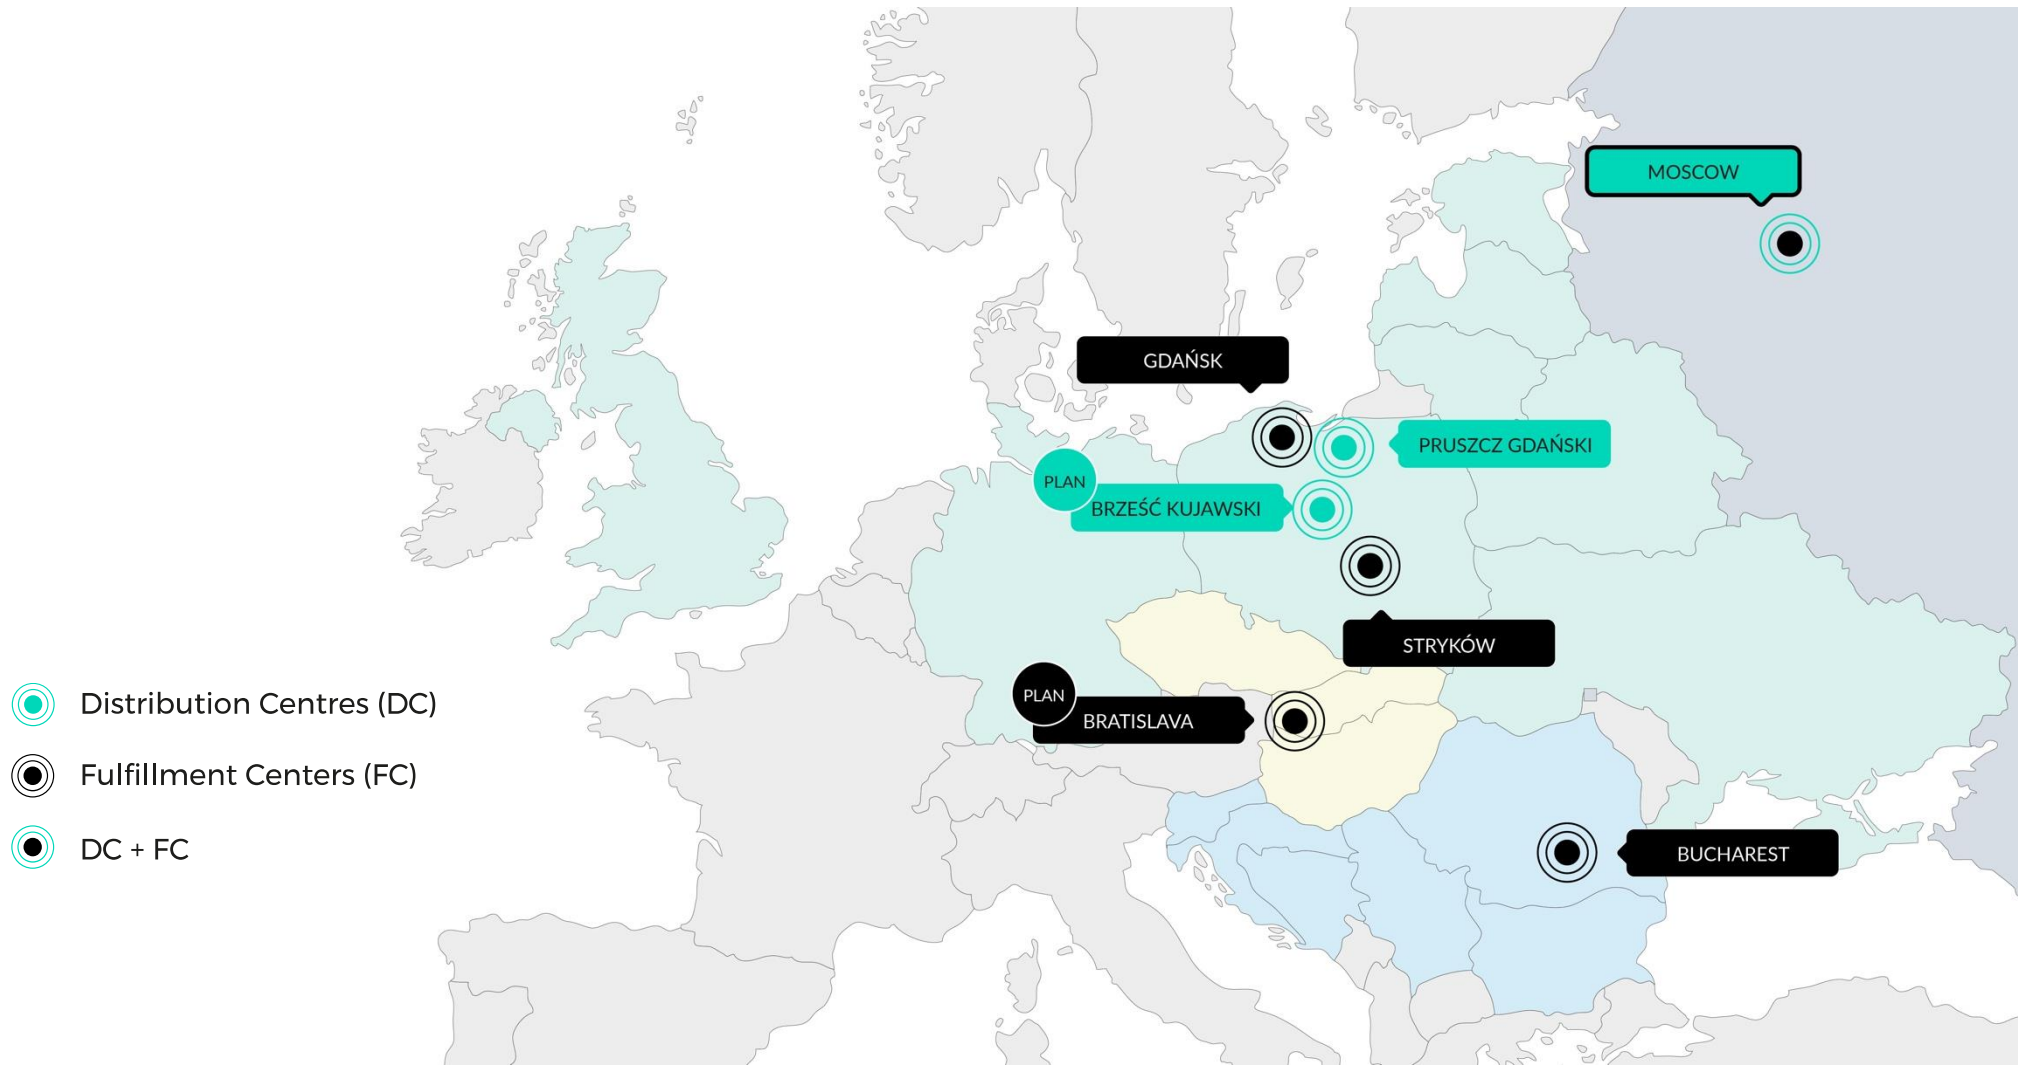 MOSCOW
GDAŃSK
PRUSZCZ GDAŃSKI
PLAN
BRZEŚĆ KUJAWSKI
STRYKÓW
PLAN
BRATISLAVA
BUCHAREST
Distribution Centres (DC)
Fulfillment Centers (FC)
DC + FC